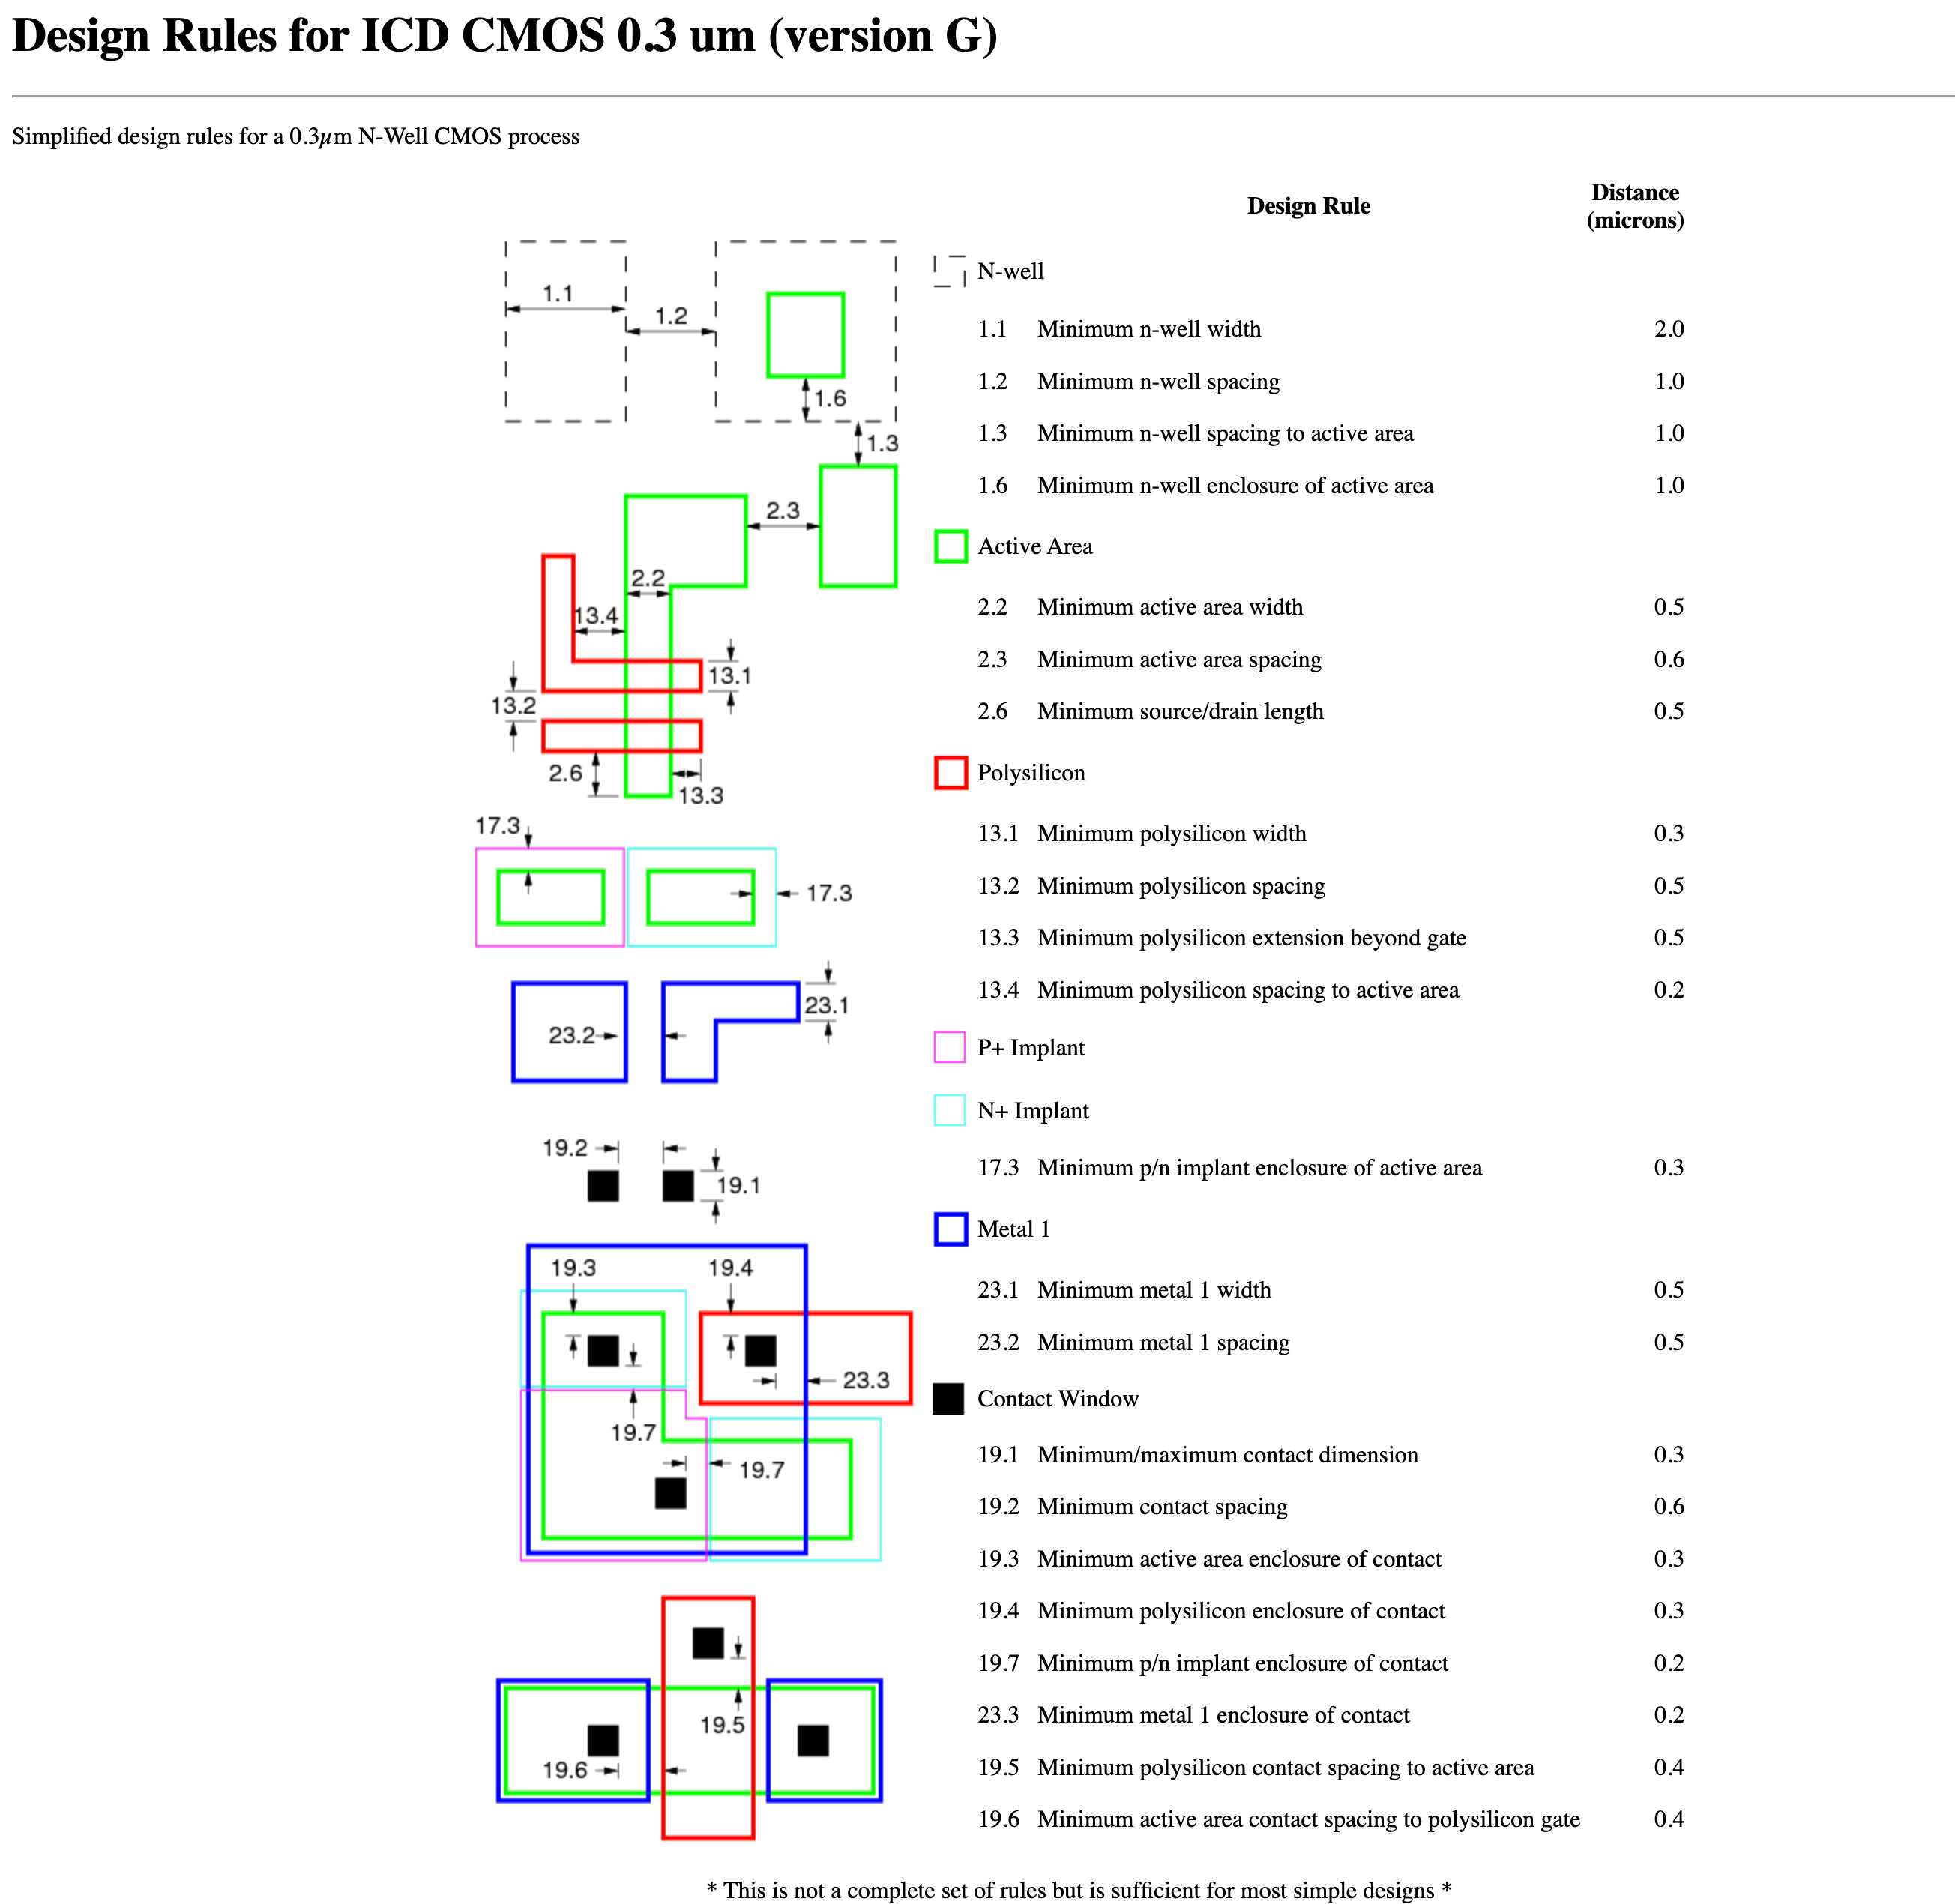 Design Rules for ICD CMOS 0.3 um (version G)
Simplified design rules for a 0.3μm N-Well CMOS process
Design Rule
Distance
(microns)
N-well
1.1 Minimum n-well width 2.0
1.2 Minimum n-well spacing 1.0
1.3 Minimum n-well spacing to active area 1.0
1.6 Minimum n-well enclosure of active area 1.0
Active Area
2.2 Minimum active area width 0.5
2.3 Minimum active area spacing 0.6
2.6 Minimum source/drain length 0.5
Polysilicon
13.1 Minimum polysilicon width 0.3
13.2 Minimum polysilicon spacing 0.5
13.3 Minimum polysilicon extension beyond gate 0.5
13.4 Minimum polysilicon spacing to active area 0.2
P+ Implant
N+ Implant
17.3 Minimum p/n implant enclosure of active area 0.3
Metal 1
23.1 Minimum metal 1 width 0.5
23.2 Minimum metal 1 spacing 0.5
Contact Window
19.1 Minimum/maximum contact dimension 0.3
19.2 Minimum contact spacing 0.6
19.3 Minimum active area enclosure of contact 0.3
19.4 Minimum polysilicon enclosure of contact 0.3
19.7 Minimum p/n implant enclosure of contact 0.2
23.3 Minimum metal 1 enclosure of contact 0.2
19.5 Minimum polysilicon contact spacing to active area 0.4
19.6 Minimum active area contact spacing to polysilicon gate 0.4
1.1
1.2
1.6
1.3
2.3
2.2
13.4
13.1
13.2
2.6
13.3
17.3
17.3
23.1
23.2
19.2
19.1
19.3
19.4
23.3
19.7
19.7
19.5
19.6
* This is not a complete set of rules but is sufficient for most simple designs *